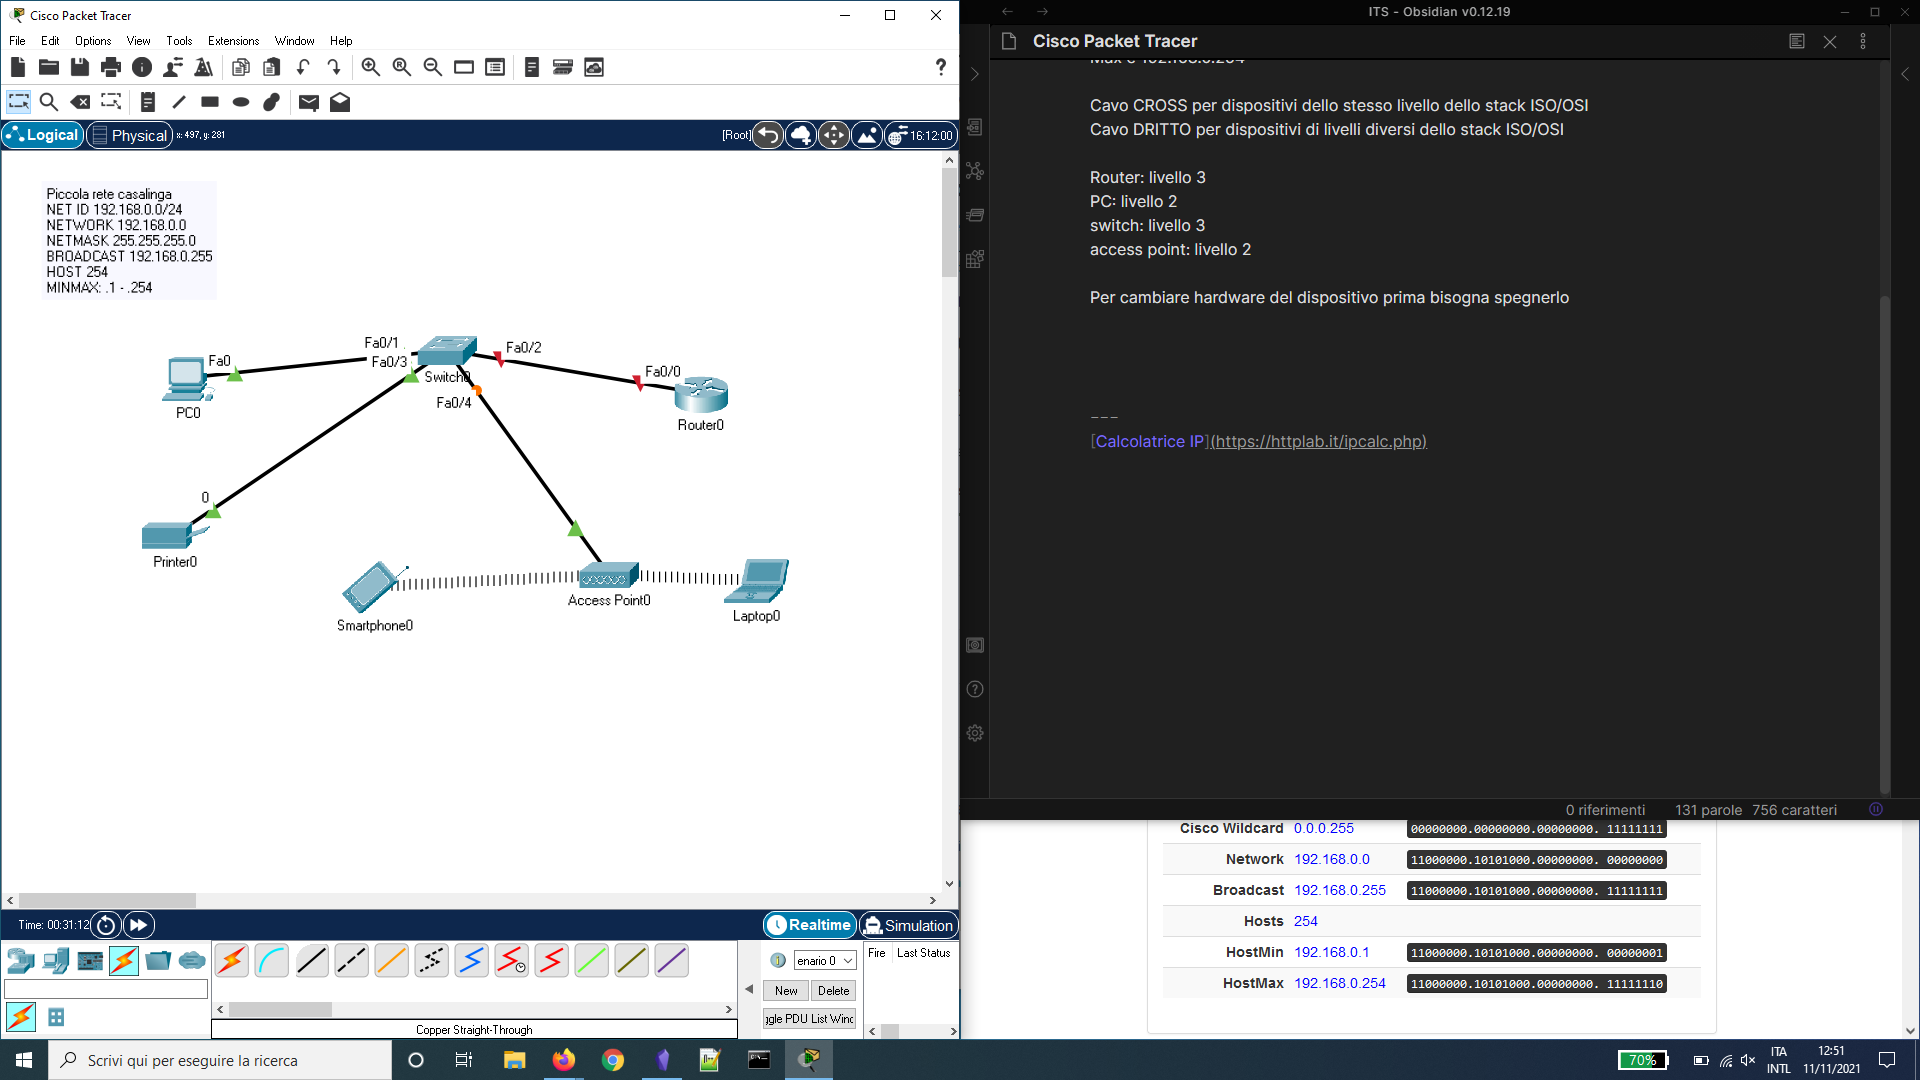 Cisco Packet Tracer
File Edit Options View Tools Extensions Window Help
Logical Physical x: 497, y: 281 [Root] 16:12:00
Piccola rete casalinga
NET ID 192.168.0.0/24
NETWORK 192.168.0.0
NETMASK 255.255.255.0
BROADCAST 192.168.0.255
HOST 254
MINMAX: .1 - .254
Fa0/1
Fa0/2
Fa0
Fa0/3
Switch0
Fa0/0
Fa0/4
PC0
Router0
0
Printer0
Access Point0
Laptop0
Smartphone0
Time: 00:31:12
Realtime
Simulation
enario 0
Fire Last Status
New
Delete
Copper Straight-Through
ITS - Obsidian v0.12.19
Cisco Packet Tracer
Max è 192.168.0.254
Cavo CROSS per dispositivi dello stesso livello dello stack ISO/OSI
Cavo DRITTO per dispositivi di livelli diversi dello stack ISO/OSI
Router: livello 3
PC: livello 2
switch: livello 3
access point: livello 2
Per cambiare hardware del dispositivo prima bisogna spegnerlo
---
[Calcolatrice IP](https://httplab.it/ipcalc.php)
0 riferimenti 131 parole 756 caratteri
Cisco Wildcard 0.0.0.255 00000000.00000000.00000000. 11111111
Network 192.168.0.0 11000000.10101000.00000000. 00000000
Broadcast 192.168.0.255 11000000.10101000.00000000. 11111111
Hosts 254
HostMin 192.168.0.1 11000000.10101000.00000000. 00000001
HostMax 192.168.0.254 11000000.10101000.00000000. 11111110
Scrivi qui per eseguire la ricerca
70%
ITA
INTL
12:51
11/11/2021